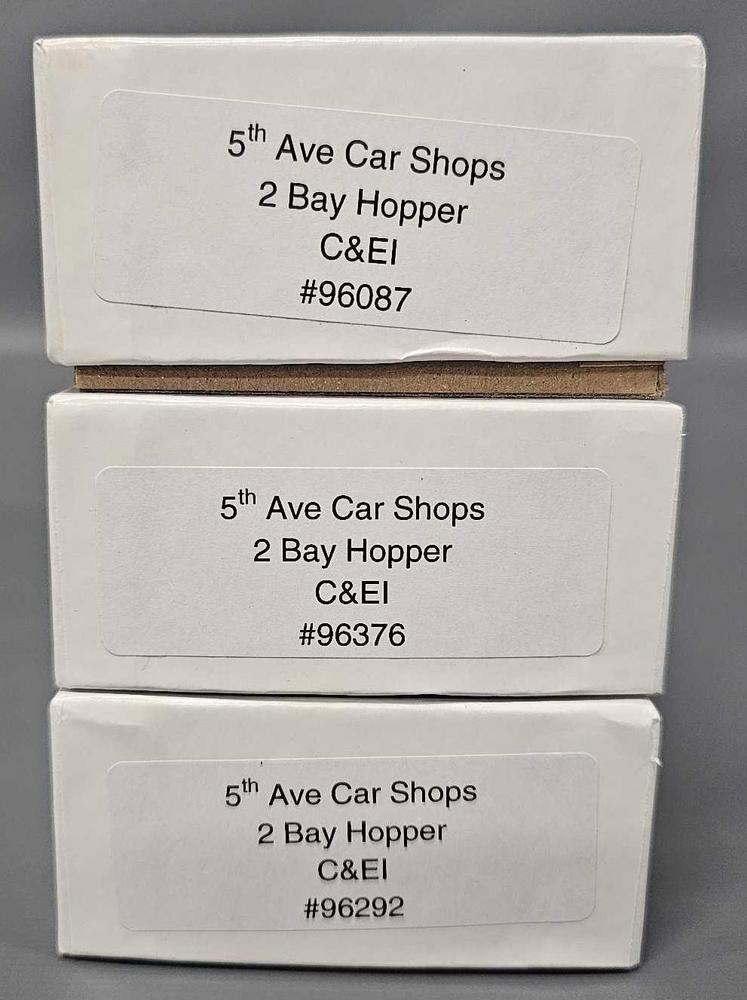 5th Ave Car Shops
2 Bay Hopper
C&EI
#96087
5th Ave Car Shops
2 Bay Hopper
C&EI
#96376
5th Ave Car Shops
2 Bay Hopper
C&EI
#96292